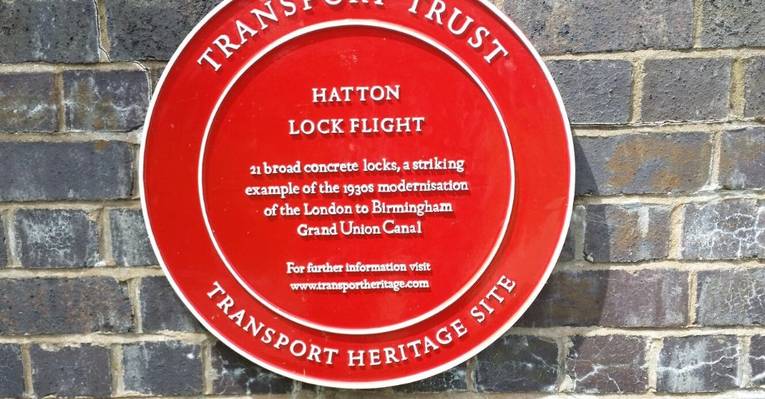 TRANSPORT TRUST
HATTON
LOCK FLIGHT
21 broad concrete locks, a striking
example of the 1930s modernisation
of the London to Birmingham
Grand Union Canal
For further information visit
www.transportheritage.com
TRANSPORT HERITAGE SITE